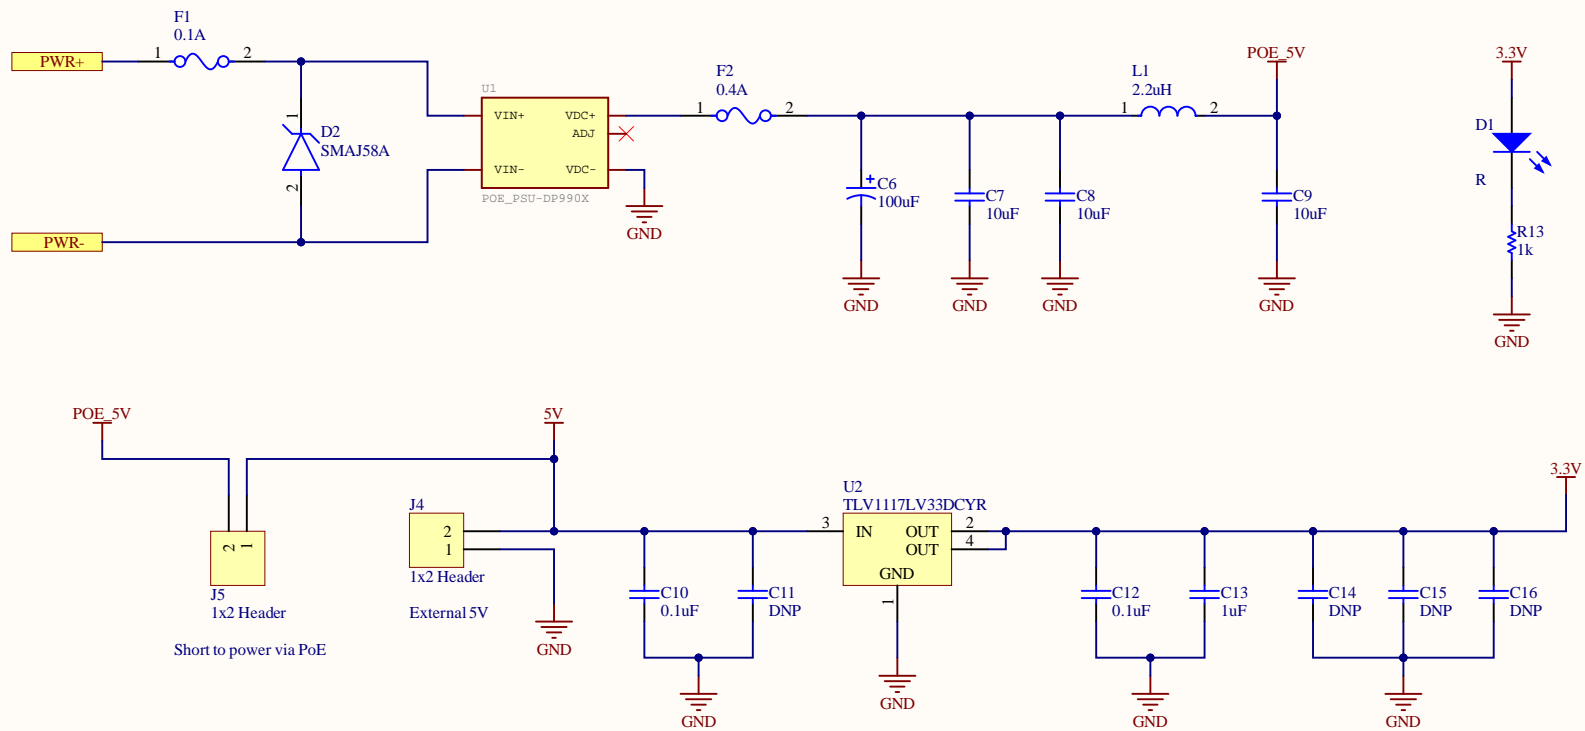 F1
0.1A
PWR+
1
2
1
D2
SMAJ58A
2
PWR-
U1
VIN+
VDC+
ADJ
VIN-
VDC-
POE_PSU-DP990X
GND
F2
0.4A
1
2
C6
100uF
GND
C7
10uF
GND
C8
10uF
GND
L1
2.2uH
1
2
POE_5V
C9
10uF
GND
3.3V
D1
R
R13
1k
GND
POE_5V
2
1
J5
1x2 Header
Short to power via PoE
5V
J4
2
1
1x2 Header
External 5V
GND
C10
0.1uF
C11
DNP
GND
U2
TLV1117LV33DCYR
3
IN
OUT
2
OUT
4
GND
1
GND
C12
0.1uF
C13
1uF
GND
3.3V
C14
DNP
C15
DNP
C16
DNP
GND